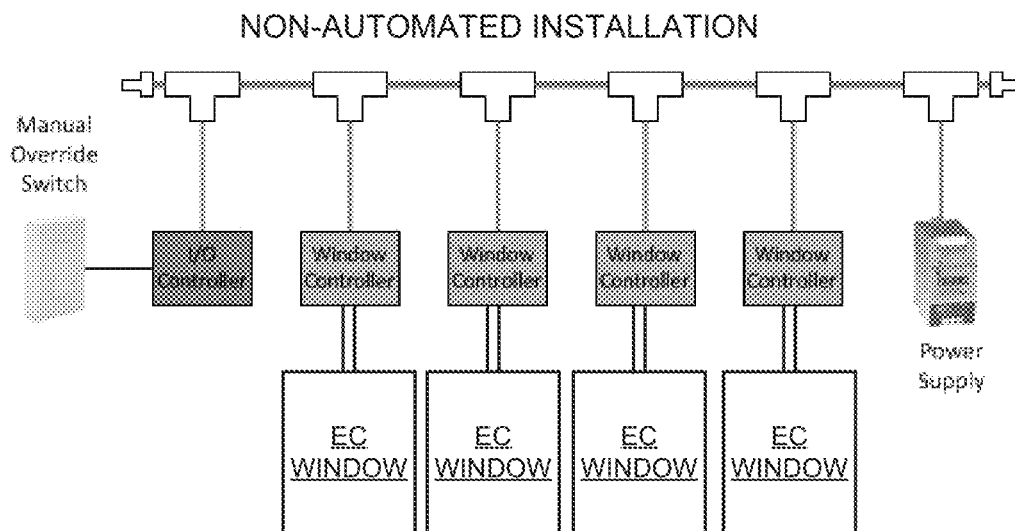 NON-AUTOMATED INSTALLATION
Manual
Override
Switch
I/O
Controller
Window
Controller
Window
Controller
Window
Controller
Window
Controller
Power
Supply
EC
WINDOW
EC
WINDOW
EC
WINDOW
EC
WINDOW